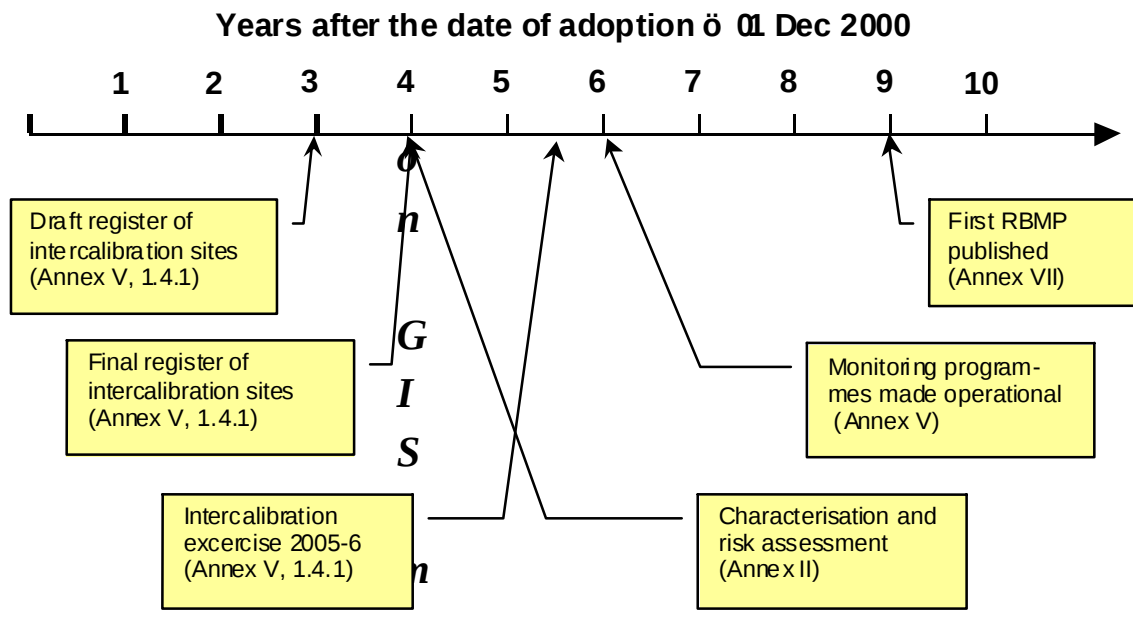 Years after the date of adoption ö 01 Dec 2000
1 2 3 4 5 6 7 8 9 10
o
n
G
I
S
m
Draft register of
intercalibration sites
(Annex V, 1.4.1)
First RBMP
published
(Annex VII)
Final register of
intercalibration sites
(Annex V, 1.4.1)
Monitoring program-
mes made operational
(Annex V)
Intercalibration
excercise 2005-6
(Annex V, 1.4.1)
Characterisation and
risk assessment
(Annex II)